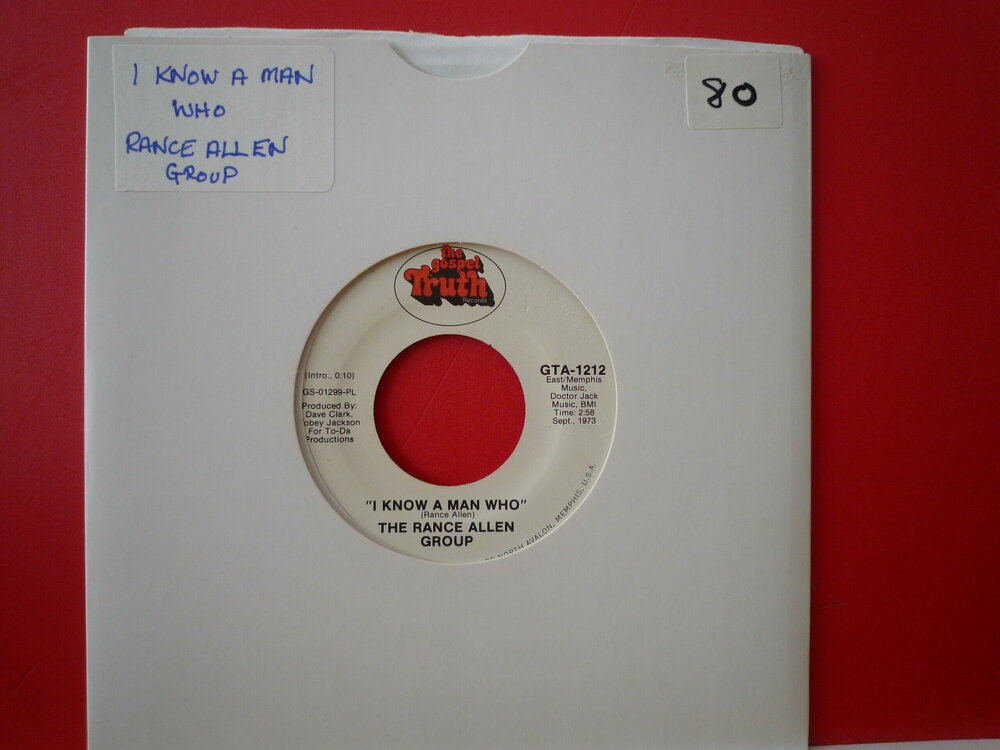 I KNOW A MAN
WHO
RANCE ALLEN
GROUP
80
the
gospel
Truth
Records
(Intro., 0:10)
GS-01299-PL
Produced By:
Dave Clark,
obey Jackson
For To-Da
Productions
GTA-1212
East/Memphis
Music,
Doctor Jack
Music, BMI
Time: 2:58
Sept., 1973
"I KNOW A MAN WHO"
(Rance Allen)
THE RANCE ALLEN
GROUP
NORTH AVALON, MEMPHIS, U.S.A.